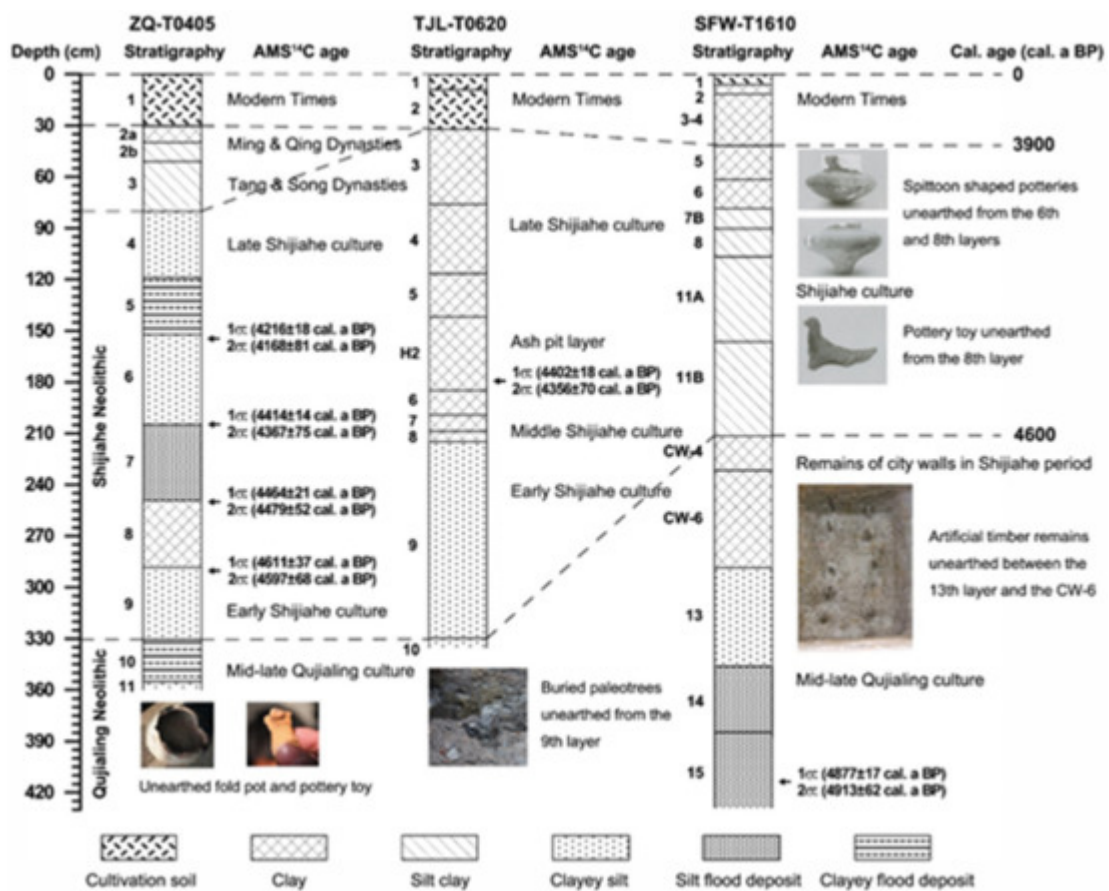 ZQ-T0405 TJL-T0620 SFW-T1610
Depth (cm) Stratigraphy AMS¹⁴C age Stratigraphy AMS¹⁴C age Stratigraphy AMS¹⁴C age Cal. age (cal. a BP)
0
30
60
90
120
150
180
210
240
270
300
330
360
390
420
Shijiahe Neolithic
Qujialing Neolithic
1
2a
2b
3
4
5
6
7
8
9
10
11
Modern Times
Ming & Qing Dynasties
Tang & Song Dynasties
Late Shijiahe culture
1σ: (4216±18 cal. a BP)
2σ: (4168±81 cal. a BP)
1σ: (4414±14 cal. a BP)
2σ: (4367±75 cal. a BP)
1σ: (4464±21 cal. a BP)
2σ: (4479±52 cal. a BP)
1σ: (4611±37 cal. a BP)
2σ: (4597±68 cal. a BP)
Early Shijiahe culture
Mid-late Qujialing culture
Unearthed fold pot and pottery toy
1
2
3
4
5
H2
6
7
8
9
10
Modern Times
Late Shijiahe culture
Ash pit layer
1σ: (4402±18 cal. a BP)
2σ: (4356±70 cal. a BP)
Middle Shijiahe culture
Early Shijiahe culture
Buried paleotrees
unearthed from the
9th layer
1
2
3-4
5
6
7B
8
11A
11B
CW-4
CW-6
13
14
15
Modern Times
Spittoon shaped potteries
unearthed from the 6th
and 8th layers
Shijiahe culture
Pottery toy unearthed
from the 8th layer
Remains of city walls in Shijiahe period
Artificial timber remains
unearthed between the
13th layer and the CW-6
Mid-late Qujialing culture
1σ: (4877±17 cal. a BP)
2σ: (4913±62 cal. a BP)
0
3900
4600
Cultivation soil Clay Silt clay Clayey silt Silt flood deposit Clayey flood deposit